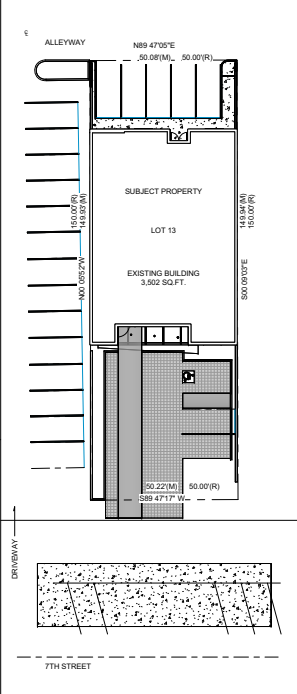 ℄
ALLEYWAY
N89 47'05"E
50.08'(M) 50.00'(R)
150.00'(R)
149.93'(M)
N00 05'52"W
SUBJECT PROPERTY
LOT 13
EXISTING BUILDING
3,502 SQ.FT.
149.94'(M)
150.00'(R)
S00 09'03"E
50.22'(M) 50.00'(R)
S89 47'17" W
DRIVEWAY
7TH STREET